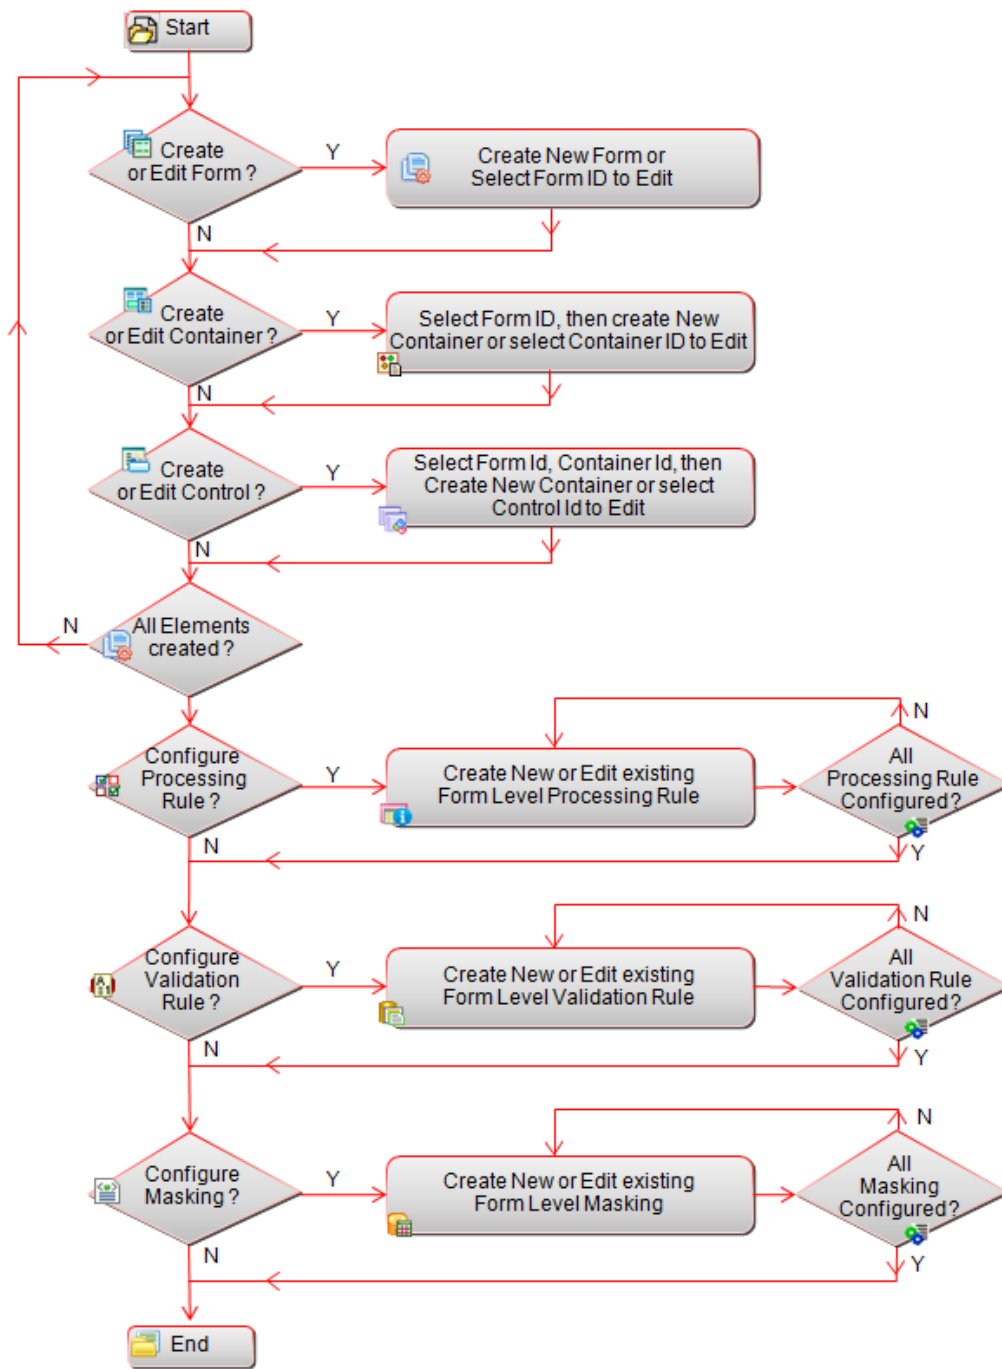 Start
Create
or Edit Form ?
Y
Create New Form or
Select Form ID to Edit
N
Create
or Edit Container ?
Y
Select Form ID, then create New
Container or select Container ID to Edit
N
Create
or Edit Control ?
Y
Select Form Id, Container Id, then
Create New Container or select
Control Id to Edit
N
All Elements
created ?
N
Configure
Processing
Rule ?
Y
Create New or Edit existing
Form Level Processing Rule
All
Processing Rule
Configured?
N
Y
N
Configure
Validation
Rule ?
Y
Create New or Edit existing
Form Level Validation Rule
All
Validation Rule
Configured?
N
Y
N
Configure
Masking ?
Y
Create New or Edit existing
Form Level Masking
All
Masking
Configured?
N
Y
N
End